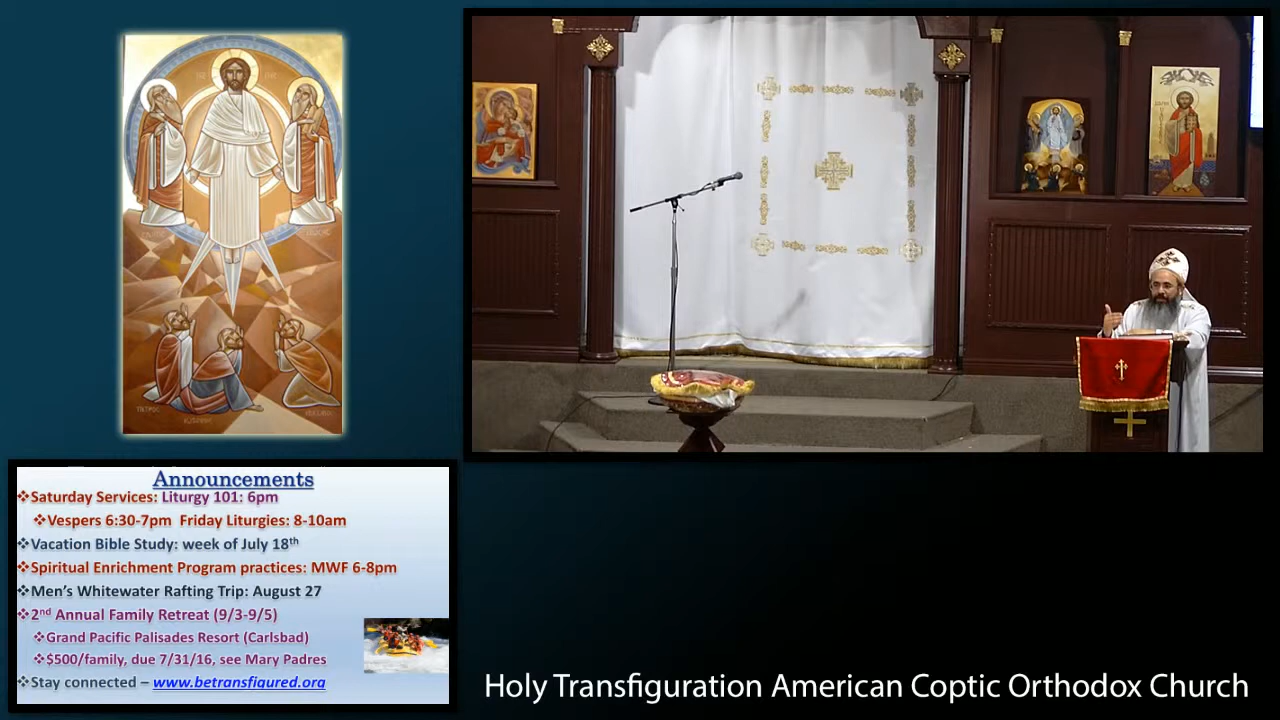 Announcements
❖Saturday Services: Liturgy 101: 6pm
❖Vespers 6:30-7pm Friday Liturgies: 8-10am
❖Vacation Bible Study: week of July 18th
❖Spiritual Enrichment Program practices: MWF 6-8pm
❖Men's Whitewater Rafting Trip: August 27
❖2nd Annual Family Retreat (9/3-9/5)
❖Grand Pacific Palisades Resort (Carlsbad)
❖$500/family, due 7/31/16, see Mary Padres
❖Stay connected – www.betransfigured.org
Holy Transfiguration American Coptic Orthodox Church